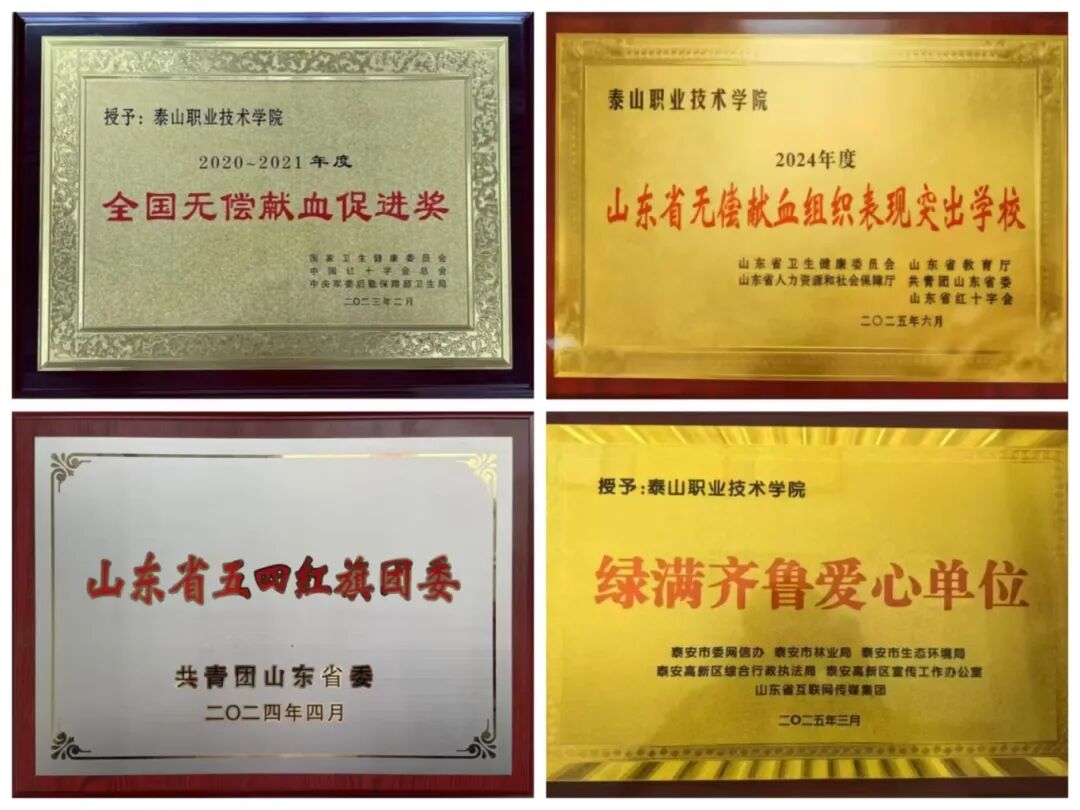 授予：泰山职业技术学院
2020~2021年度
全国无偿献血促进奖
国家卫生健康委员会
中国红十字会总会
中央军委后勤保障部卫生局
二〇二三年二月
泰山职业技术学院
2024年度
山东省无偿献血组织表现突出学校
山东省卫生健康委员会 山东省教育厅
山东省人力资源和社会保障厅 共青团山东省委
山东省红十字会
二〇二五年六月
山东省五四红旗团委
共青团山东省委
二〇二四年四月
授予:泰山职业技术学院
绿满齐鲁爱心单位
泰安市委网信办 泰安市林业局 泰安市生态环境局
泰安高新区综合行政执法局 泰安高新区宣传工作办公室
山东省互联网传媒集团
二〇二五年三月